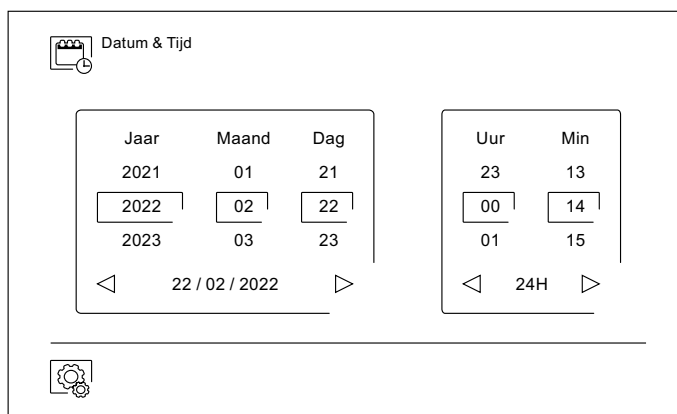 Datum & Tijd
Jaar Maand Dag
2021 01 21
2022 02 22
2023 03 23
22 / 02 / 2022
Uur Min
23 13
00 14
01 15
24H